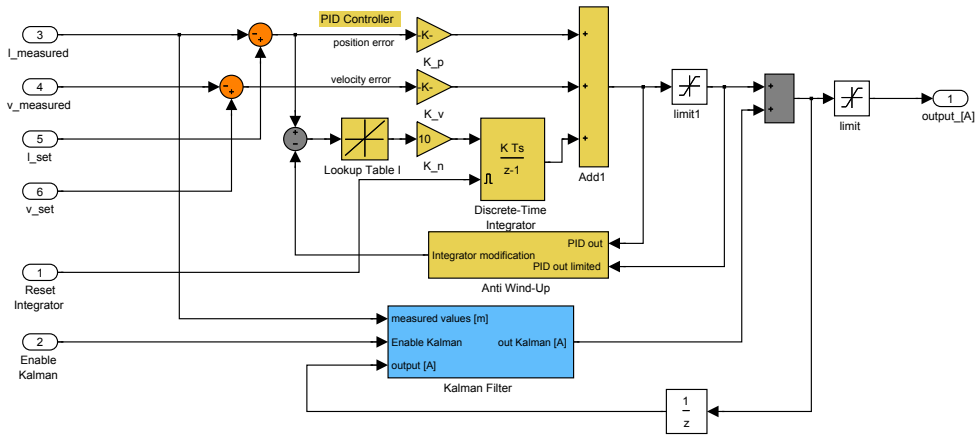 PID Controller
3
l_measured
-
+
position error
-K-
K_p
+
4
v_measured
-
+
velocity error
-K-
K_v
+
limit1
+
+
limit
1
output_[A]
5
l_set
+
-
Lookup Table I
10
K_n
K Ts
z-1
Discrete-Time
Integrator
+
Add1
6
v_set
PID out
Integrator modification
PID out limited
Anti Wind-Up
1
Reset
Integrator
measured values [m]
2
Enable
Kalman
Enable Kalman
out Kalman [A]
output [A]
Kalman Filter
1
z